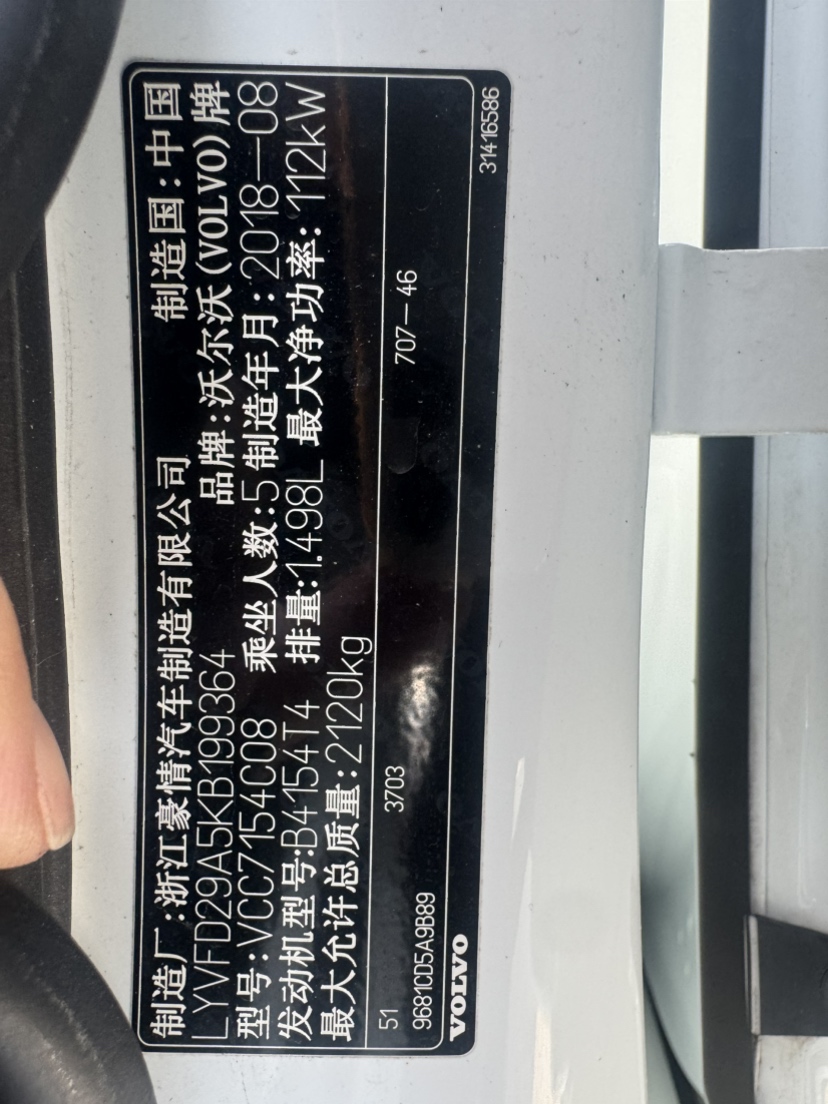 制造厂:浙江豪情汽车制造有限公司 制造国:中国
LYVFD29A5KB199364 品牌:沃尔沃(VOLVO)牌
型号:VCC7154C08 乘坐人数:5 制造年月:2018—08
发动机型号:B4154T4 排量:1.498L 最大净功率:112kW
最大允许总质量:2120kg
51 3703 707-46
9681CD5A9B89
VOLVO 31416586